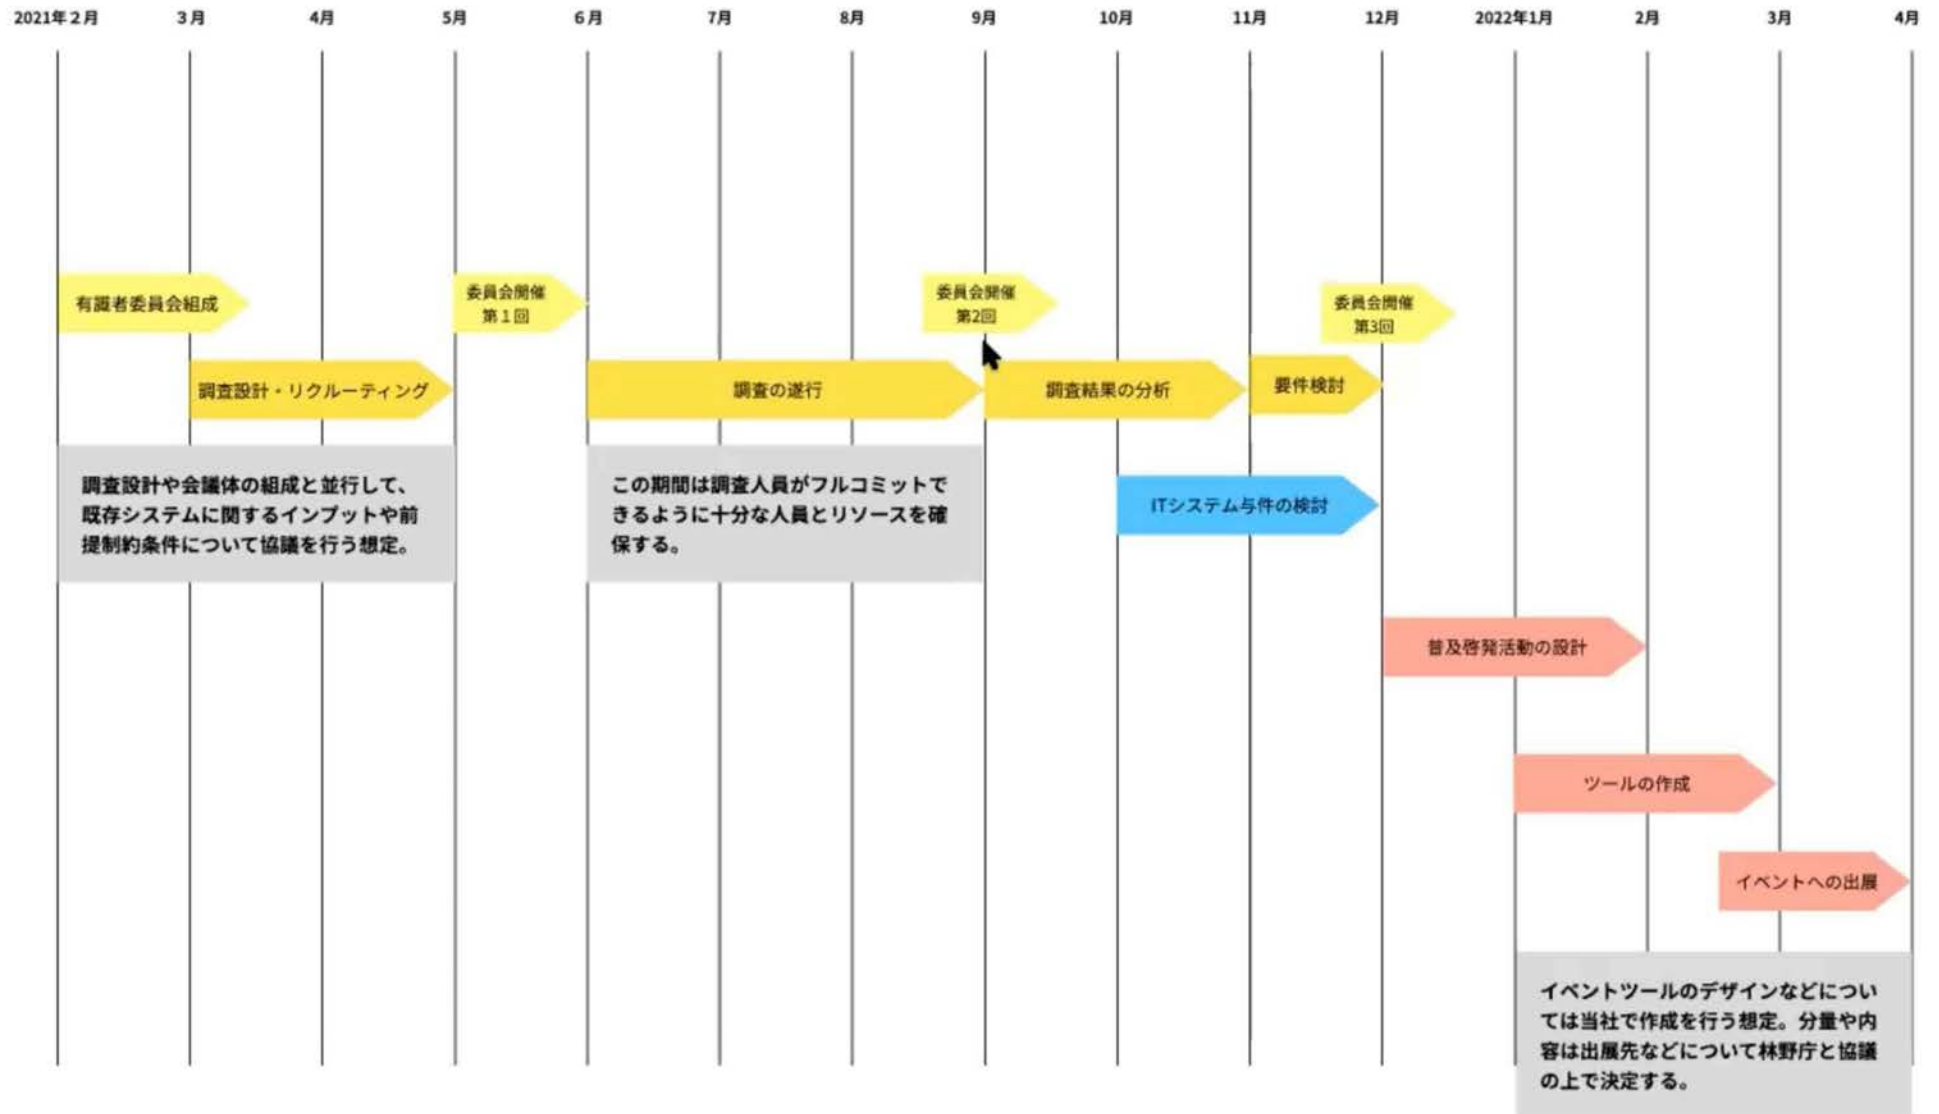 2021年２月
３月
4月
5月
６月
7月
8月
9月
10月
11月
12月
2022年1月
2月
3月
4月
有識者委員会組成
委員会開催
第１回
委員会開催
第2回
委員会開催
第3回
調査設計・リクルーティング
調査の遂行
調査結果の分析
要件検討
調査設計や会議体の組成と並行して、
既存システムに関するインプットや前
提制約条件について協議を行う想定。
この期間は調査人員がフルコミットで
きるように十分な人員とリソースを確
保する。
ITシステム与件の検討
普及啓発活動の設計
ツールの作成
イベントへの出展
イベントツールのデザインなどについ
ては当社で作成を行う想定。分量や内
容は出展先などについて林野庁と協議
の上で決定する。